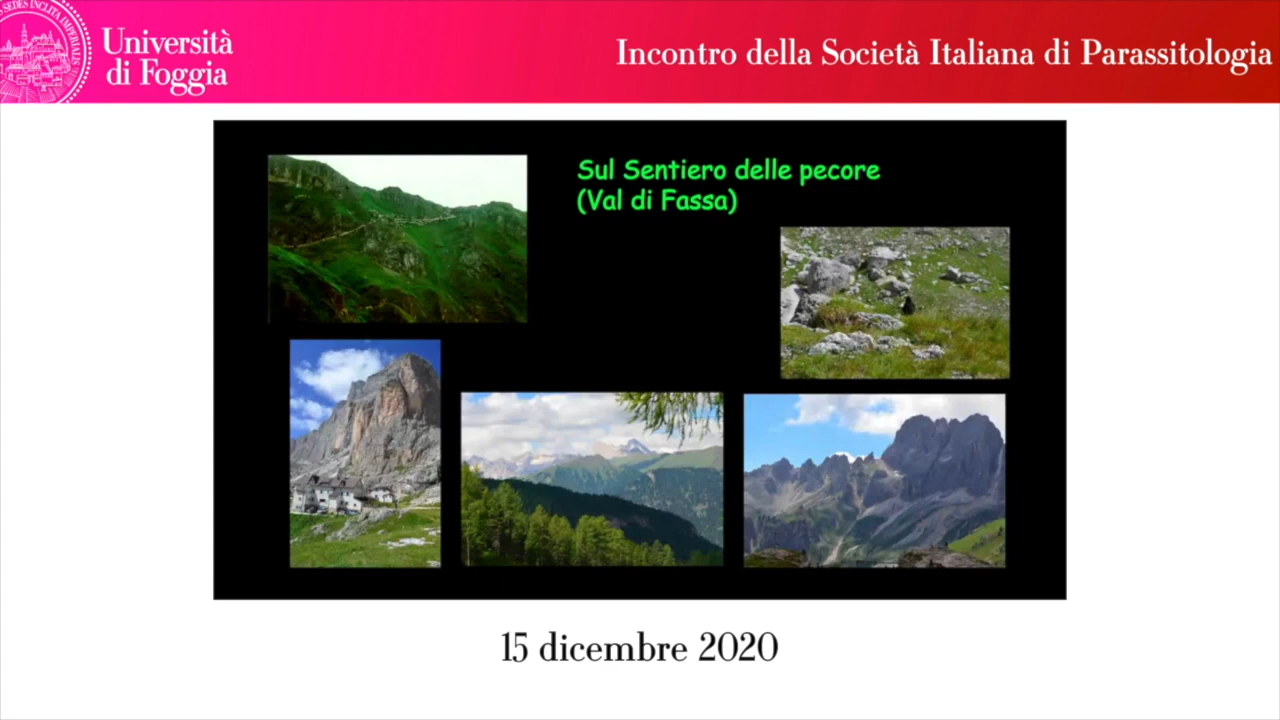 SEDES INCLITA IMPERIALIS
Università
di Foggia
Incontro della Società Italiana di Parassitologia
Sul Sentiero delle pecore
(Val di Fassa)
15 dicembre 2020